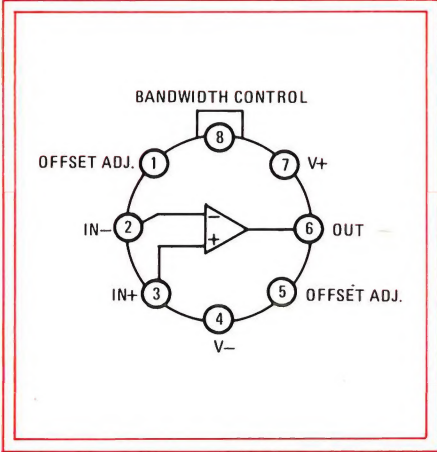 BANDWIDTH CONTROL
8
OFFSET ADJ. 1
7 V+
IN– 2
–
6 OUT
+
IN+ 3
5 OFFSET ADJ.
4
V–